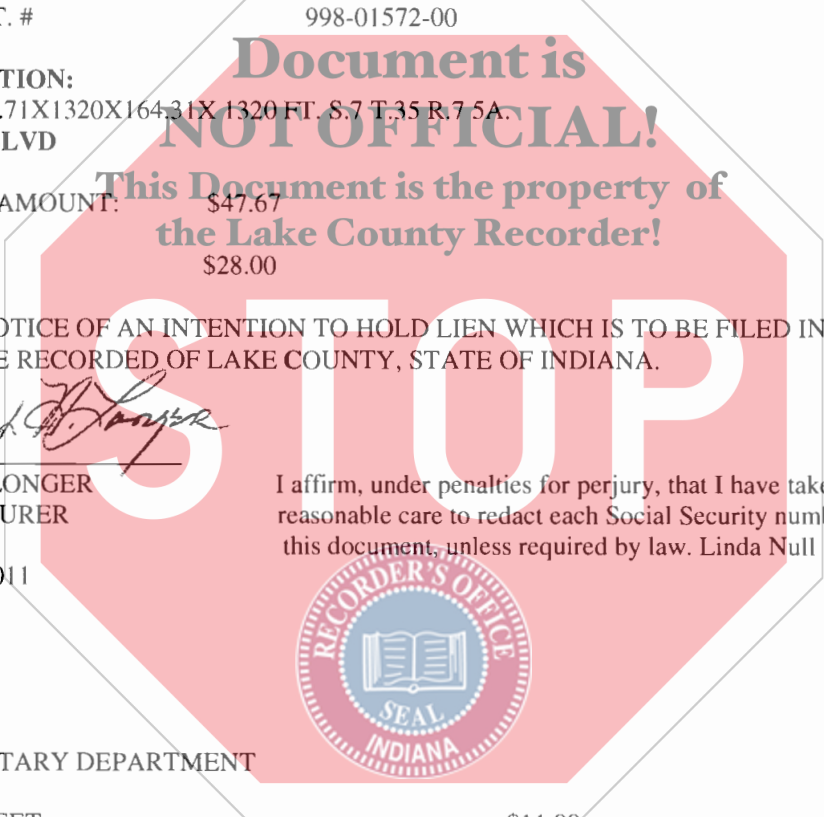 T. # 998-01572-00
Document is
TION:
.71X1320X164.31X 1320 FT. S.7 T.35 R.7 5A.
NOT OFFICIAL!
LVD
This Document is the property of
AMOUNT: $47.67
the Lake County Recorder!
$28.00
OTICE OF AN INTENTION TO HOLD LIEN WHICH IS TO BE FILED IN
E RECORDED OF LAKE COUNTY, STATE OF INDIANA.
STOP
LONGER
URER
I affirm, under penalties for perjury, that I have take
reasonable care to redact each Social Security num
this document, unless required by law. Linda Null
011
RECORDER'S OFFICE
SEAL
INDIANA
TARY DEPARTMENT